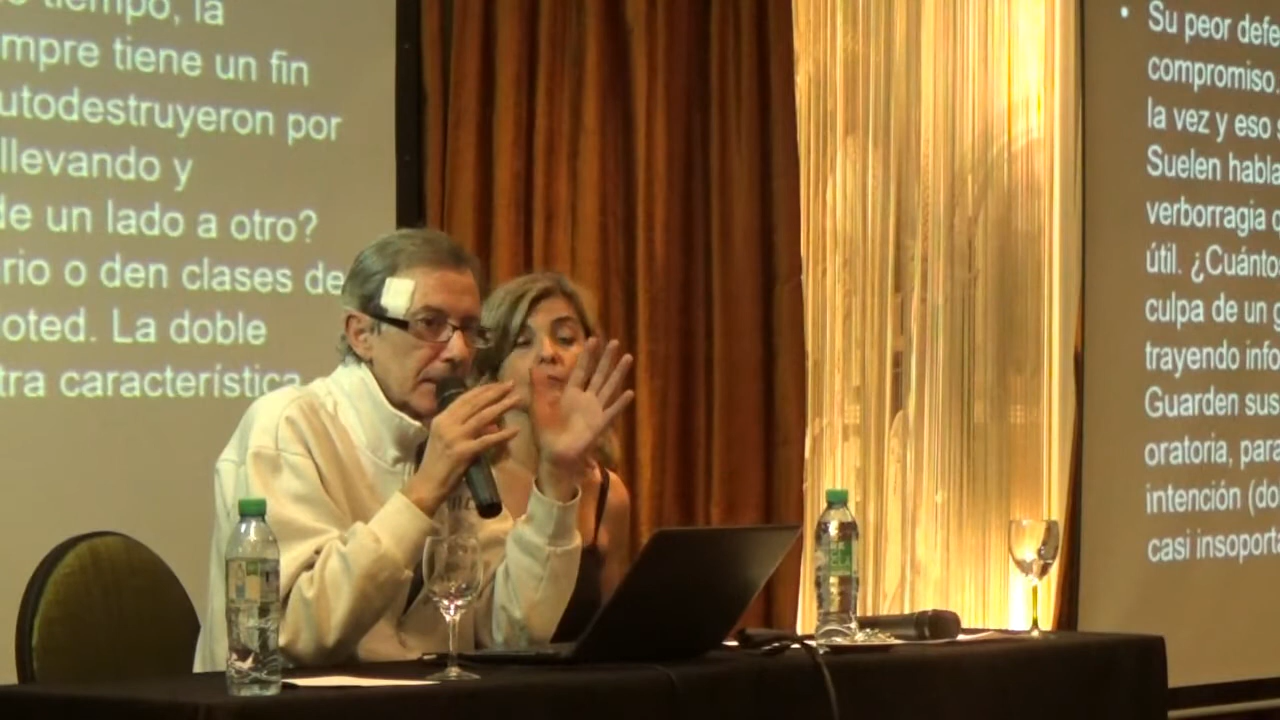 tiempo, la
mpre tiene un fin
utodestruyeron por
llevando y
de un lado a otro?
rio o den clases de
oted. La doble
tra característica
• Su peor defe
compromiso.
la vez y eso
Suelen habla
verborragia
útil. ¿Cuánto
culpa de un
trayendo info
Guarden sus
oratoria, para
intención (do
casi insoporta